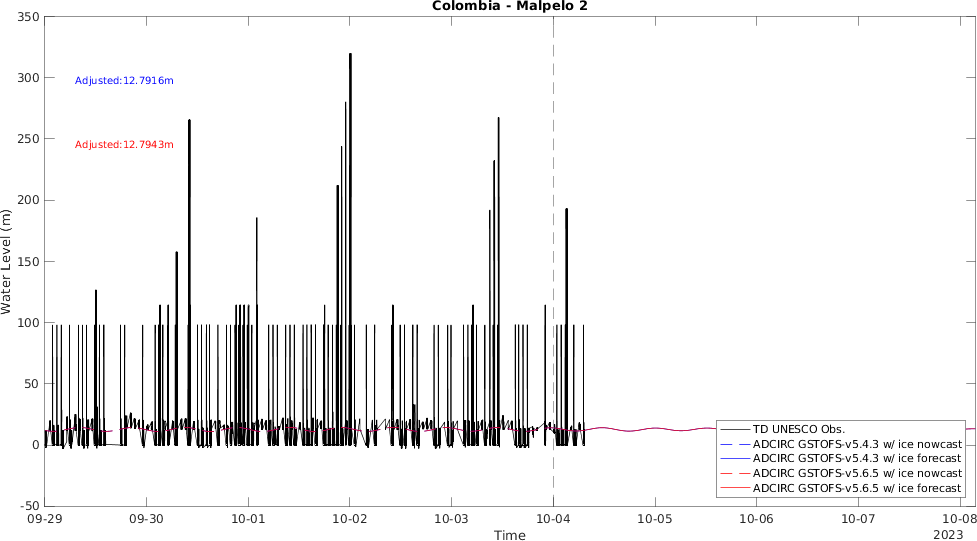 Colombia - Malpelo 2
350
300
250
200
150
100
50
0
-50
Water Level (m)
Adjusted:12.7916m
Adjusted:12.7943m
TD UNESCO Obs.
ADCIRC GSTOFS-v5.4.3 w/ ice nowcast
ADCIRC GSTOFS-v5.4.3 w/ ice forecast
ADCIRC GSTOFS-v5.6.5 w/ ice nowcast
ADCIRC GSTOFS-v5.6.5 w/ ice forecast
09-29 09-30 10-01 10-02 10-03 10-04 10-05 10-06 10-07 10-08
Time 2023